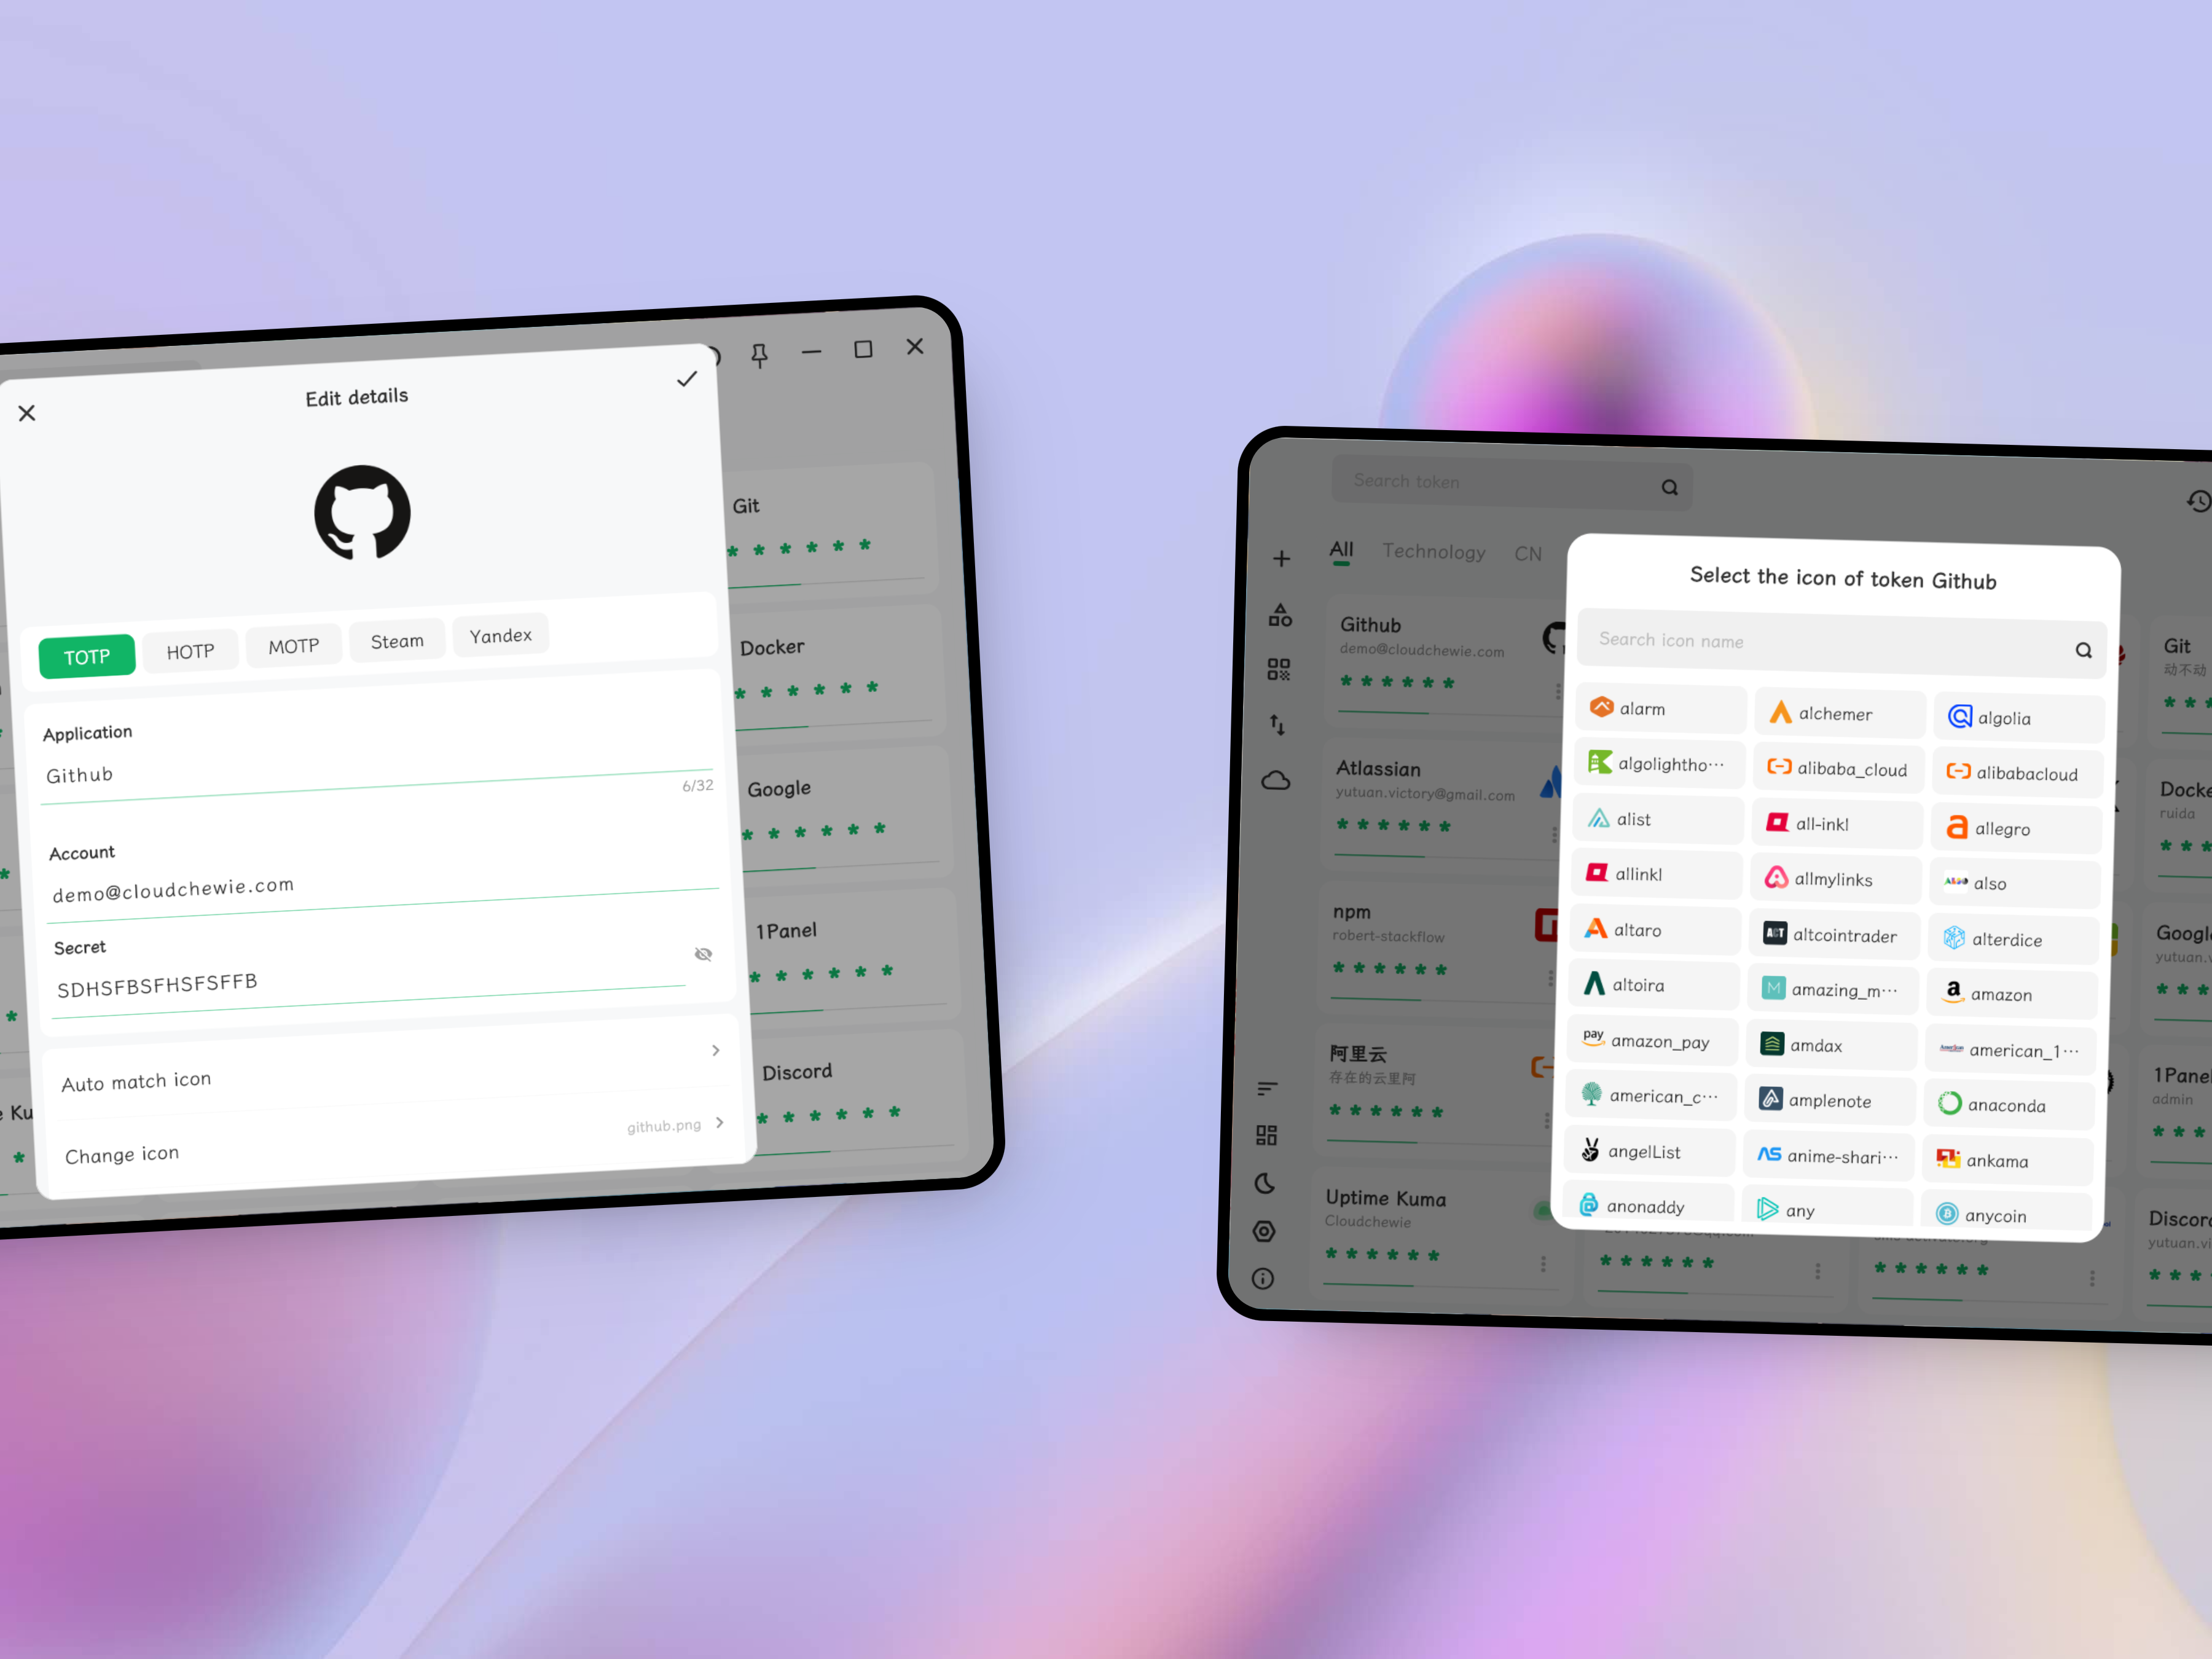 Edit details
TOTP
HOTP
MOTP
Steam
Yandex
Application
Github
6/32
Account
demo@cloudchewie.com
Secret
SDHSFBSFHSFSFFB
Auto match icon
Change icon
github.png
Git
* * * * * *
Docker
* * * * * *
Google
* * * * * *
1Panel
* * * * * *
Discord
* * * * * *
e Ku
Search token
All
Technology
CN
Github
demo@cloudchewie.com
* * * * * *
Atlassian
yutuan.victory@gmail.com
* * * * * *
npm
robert-stackflow
* * * * * *
阿里云
存在的云里阿
* * * * * *
Uptime Kuma
Cloudchewie
* * * * * *
* * * * * *
* * * * * *
Select the icon of token Github
Search icon name
alarm
alchemer
algolia
algolightho···
alibaba_cloud
alibabacloud
alist
all-inkl
allegro
allinkl
allmylinks
also
altaro
altcointrader
alterdice
altoira
amazing_m···
amazon
amazon_pay
amdax
american_1···
american_c···
amplenote
anaconda
angelList
anime-shari···
ankama
anonaddy
any
anycoin
Git
动不动
* * *
Docke
ruida
* * *
Google
yutuan.v
* * *
1Panel
admin
* * *
Discord
yutuan.vi
* * *